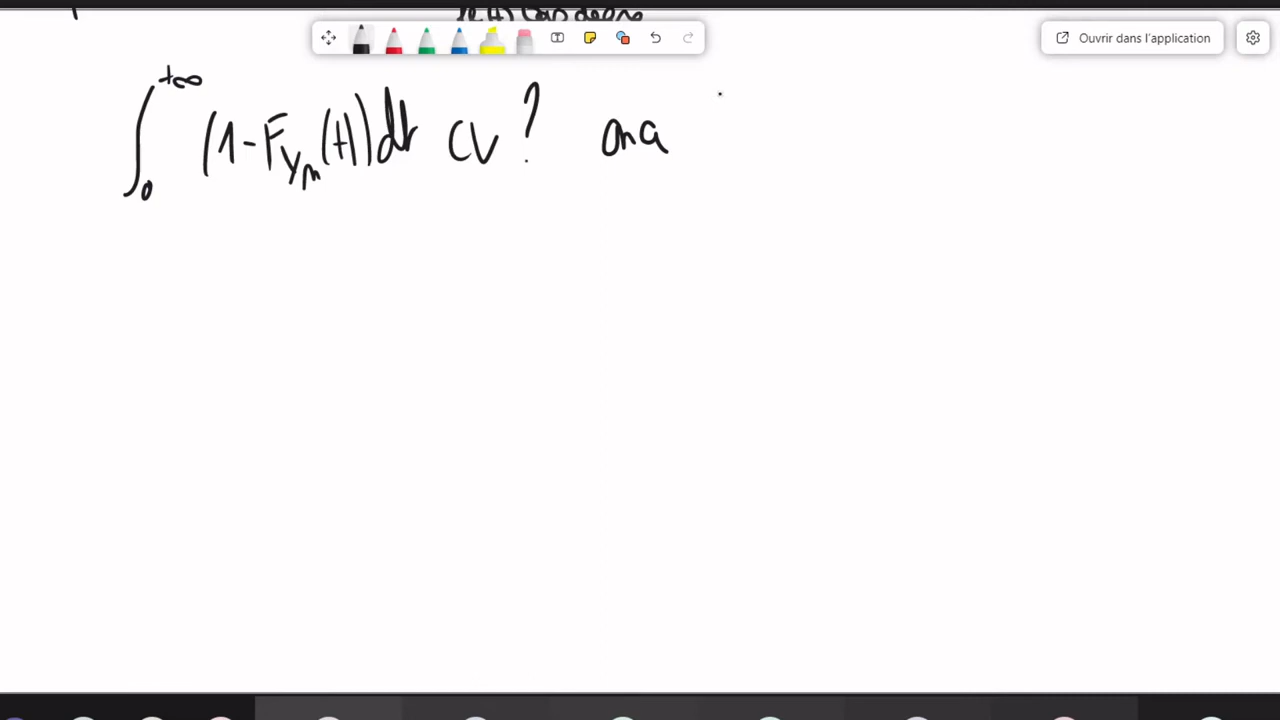 Ouvrir dans l'application
∫₀^{+∞} (1-F_{Y_n}(t))dt CV ? on a